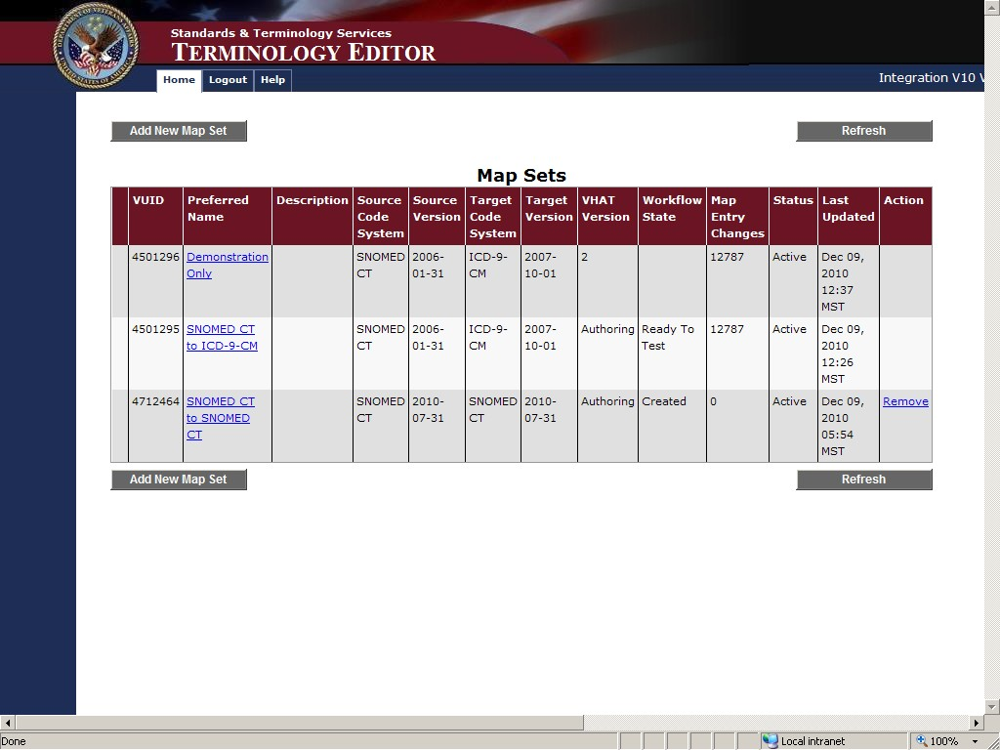 Standards & Terminology Services
TERMINOLOGY EDITOR
Home Logout Help
Integration V10 V
Add New Map Set Refresh
Map Sets
VUID Preferred Name Description Source Code System Source Version Target Code System Target Version VHAT Version Workflow State Map Entry Changes Status Last Updated Action
4501296 Demonstration Only SNOMED CT 2006-01-31 ICD-9-CM 2007-10-01 2 12787 Active Dec 09, 2010 12:37 MST
4501295 SNOMED CT to ICD-9-CM SNOMED CT 2006-01-31 ICD-9-CM 2007-10-01 Authoring Ready To Test 12787 Active Dec 09, 2010 12:26 MST
4712464 SNOMED CT to SNOMED CT SNOMED CT 2010-07-31 SNOMED CT 2010-07-31 Authoring Created 0 Active Dec 09, 2010 05:54 MST Remove
Add New Map Set Refresh
Done Local intranet 100%